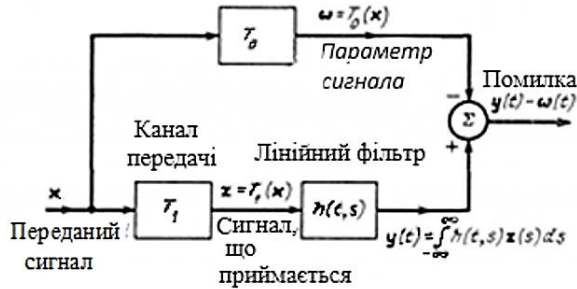 ω=T₀(x)
T₀
Параметр
сигнала
Помилка
y(t)-ω(t)
−
Σ
+
Канал
передачі
Лінійний фільтр
x
z=T₁(x)
T₁
h(t,s)
Переданий
сигнал
Сигнал,
що
приймається
y(t)=∫_{-∞}^{∞}h(t,s)z(s)ds